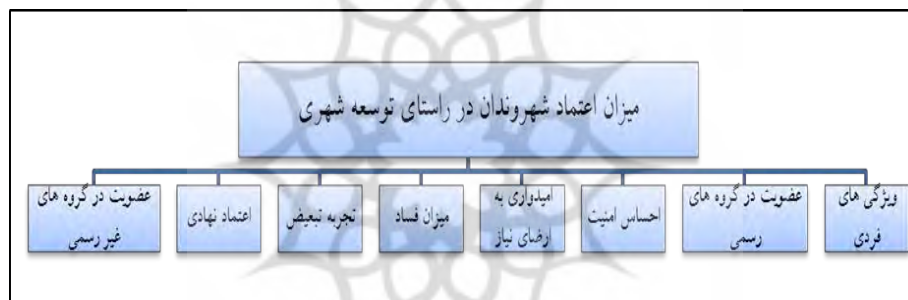 میزان اعتماد شهروندان در راستای توسعه شهری
ویژگی های
فردی
عضویت در گروه های
رسمی
احساس امنیت
امیدواری به
ارضای نیاز
میزان فساد
تجربه تبعیض
اعتماد نهادی
عضویت در گروه های
غیر رسمی